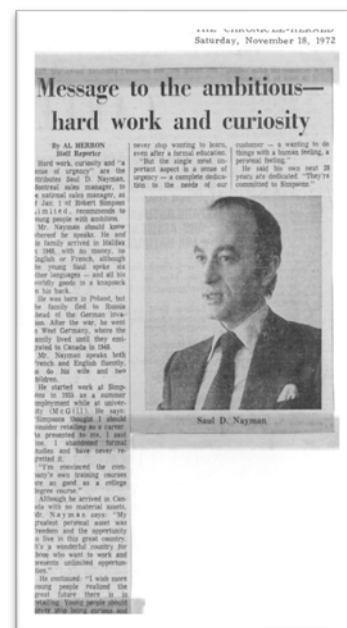 THE CHRONICLE-HERALD
Saturday, November 18, 1972
Message to the ambitious—
hard work and curiosity
By AL HERRON
Staff Reporter
Hard work, curiosity and "a
sense of urgency" are the
attributes Saul D. Nayman,
Montreal sales manager, to
be national sales manager, as
of Jan. 1 of Robert Simpson
Limited, recommends to
young people with ambition.
Mr. Nayman should know
whereof he speaks. He and
his family arrived in Halifax
in 1948, with no money, no
English or French, although
the young Saul spoke six
other languages — and all his
worldly goods in a knapsack
on his back.
He was born in Poland, but
the family fled to Russia
ahead of the German inva-
sion. After the war, he went
to West Germany, where the
family lived until they emi-
grated to Canada in 1948.
Mr. Nayman speaks both
French and English fluently,
as do his wife and two
children.
He started work at Simp-
sons in 1955 as a summer
employment while at univer-
sity (McGill). He says:
"Simpsons thought I should
consider retailing as a career.
As presented to me, I said
fine. I abandoned formal
studies and have never re-
gretted it.
"I'm convinced the com-
pany's own training courses
are as good as a college
degree course."
Although he arrived in Can-
ada with no material assets,
Mr. Nayman says: "My
greatest personal asset was
freedom and the opportunity
to live in this great country.
It's a wonderful country for
those who want to work and
presents unlimited opportun-
ities."
He continued: "I wish more
young people realized the
great future there is in
retailing. Young people should
never stop being curious and
never stop wanting to learn,
even after a formal education.
"But the single most im-
portant aspect is a sense of
urgency — a complete dedica-
tion to the needs of our
customer — a wanting to do
things with a human feeling, a
personal feeling."
He said his own next 20
years are dedicated. "They're
committed to Simpsons."
Saul D. Nayman